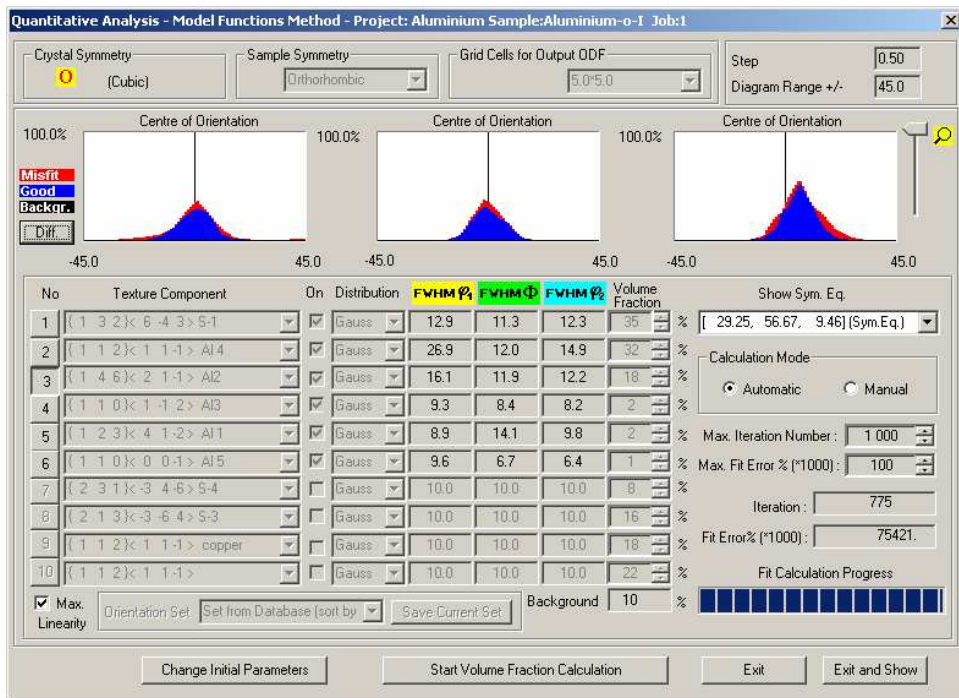 Quantitative Analysis - Model Functions Method - Project: Aluminium Sample:Aluminium-o-I Job:1
Crystal Symmetry
O (Cubic)
Sample Symmetry
Orthorhombic
Grid Cells for Output ODF
5.0*5.0
Step 0.50
Diagram Range +/- 45.0
Centre of Orientation Centre of Orientation Centre of Orientation
100.0% 100.0% 100.0%
Misfit
Good
Backgr.
Diff.
-45.0 45.0 -45.0 45.0 -45.0 45.0
No Texture Component On Distribution FWHM φ1 FWHM Φ FWHM φ2 Volume Fraction
1 { 1 3 2}< 6 -4 3> S-1 Gauss 12.9 11.3 12.3 35 %
2 { 1 1 2}< 1 1 -1> Al 4 Gauss 26.9 12.0 14.9 32 %
3 { 1 4 6}< 2 1 -1> Al2 Gauss 16.1 11.9 12.2 18 %
4 { 1 1 0}< 1 -1 2> Al3 Gauss 9.3 8.4 8.2 2 %
5 { 1 2 3}< 4 1 -2> Al 1 Gauss 8.9 14.1 9.8 2 %
6 { 1 1 0}< 0 0 -1> Al 5 Gauss 9.6 6.7 6.4 1 %
7 { 2 3 1}< -3 4 -6> S-4 Gauss 10.0 10.0 10.0 8 %
8 { 2 1 3}< -3 -6 4> S-3 Gauss 10.0 10.0 10.0 16 %
9 { 1 1 2}< 1 1 -1> copper Gauss 10.0 10.0 10.0 18 %
10 { 1 1 2}< 1 1 -1> Gauss 10.0 10.0 10.0 22 %
Show Sym. Eq.
[ 29.25, 56.67, 9.46] (Sym.Eq.)
Calculation Mode
Automatic Manual
Max. Iteration Number : 1 000
Max. Fit Error % (*1000) : 100
Iteration : 775
Fit Error% (*1000) : 75421.
Fit Calculation Progress
Max. Linearity
Orientation Set Set from Database (sort by Save Current Set
Background 10 %
Change Initial Parameters Start Volume Fraction Calculation Exit Exit and Show